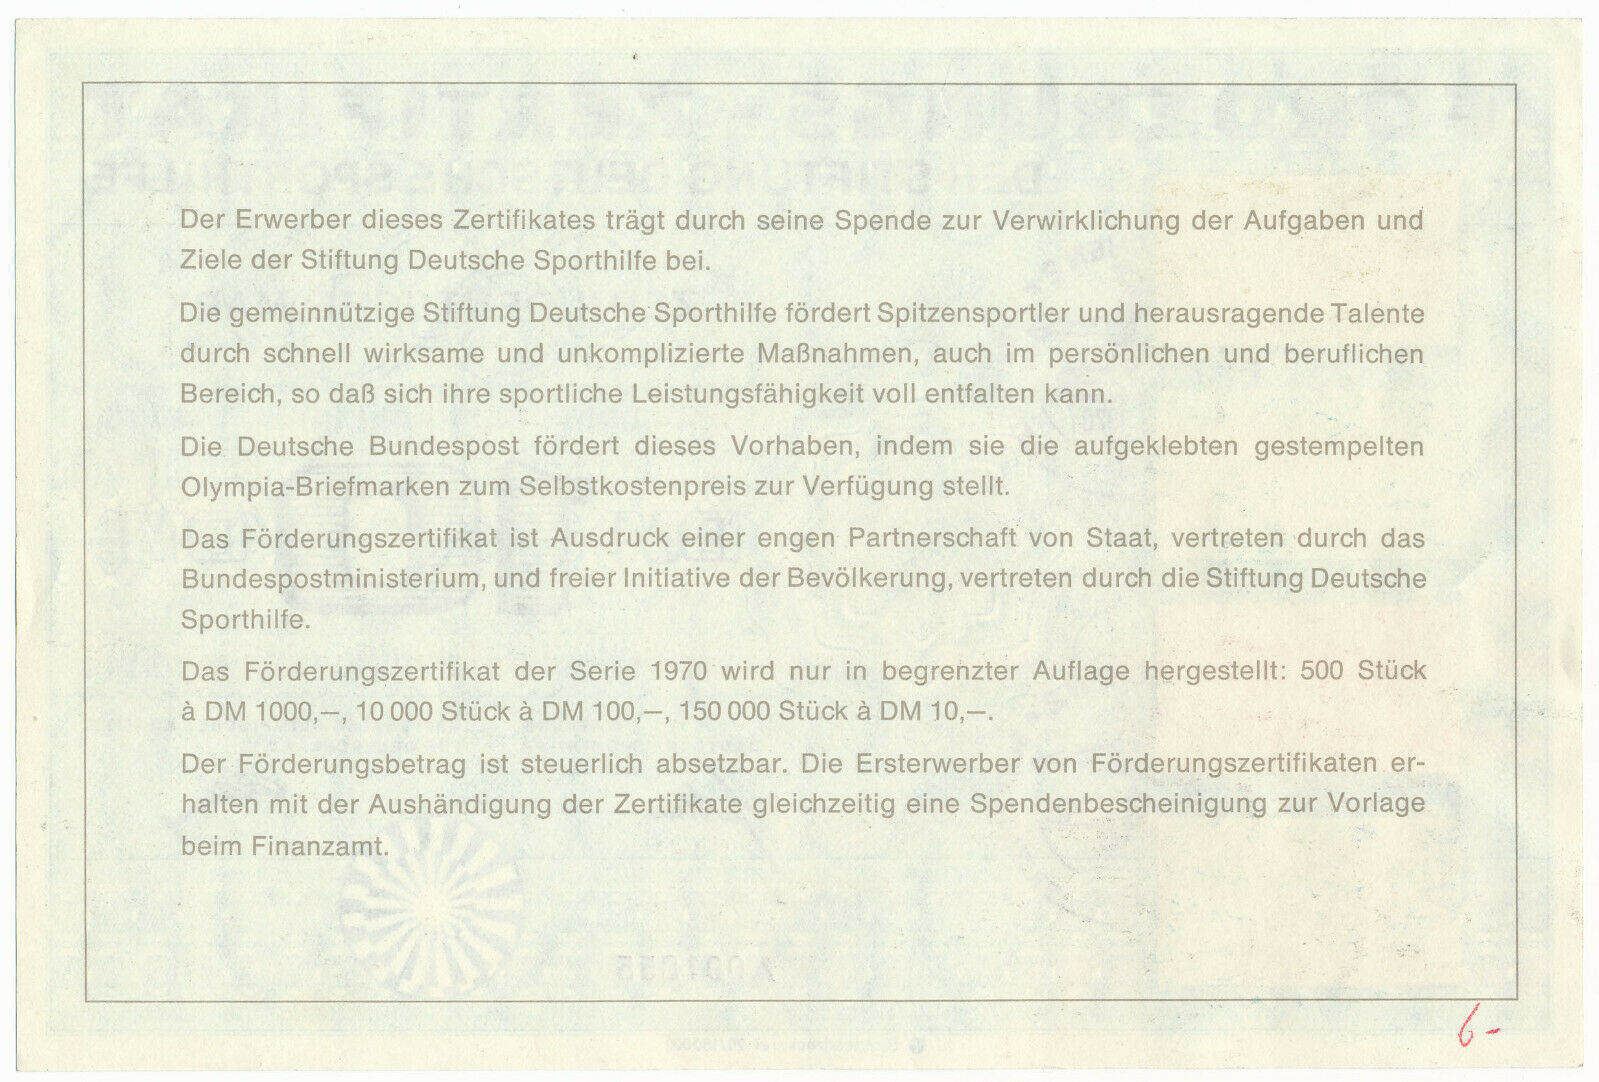 Der Erwerber dieses Zertifikates trägt durch seine Spende zur Verwirklichung der Aufgaben und
Ziele der Stiftung Deutsche Sporthilfe bei.
Die gemeinnützige Stiftung Deutsche Sporthilfe fördert Spitzensportler und herausragende Talente
durch schnell wirksame und unkomplizierte Maßnahmen, auch im persönlichen und beruflichen
Bereich, so daß sich ihre sportliche Leistungsfähigkeit voll entfalten kann.
Die Deutsche Bundespost fördert dieses Vorhaben, indem sie die aufgeklebten gestempelten
Olympia-Briefmarken zum Selbstkostenpreis zur Verfügung stellt.
Das Förderungszertifikat ist Ausdruck einer engen Partnerschaft von Staat, vertreten durch das
Bundespostministerium, und freier Initiative der Bevölkerung, vertreten durch die Stiftung Deutsche
Sporthilfe.
Das Förderungszertifikat der Serie 1970 wird nur in begrenzter Auflage hergestellt: 500 Stück
à DM 1000,—, 10 000 Stück à DM 100,—, 150 000 Stück à DM 10,—.
Der Förderungsbetrag ist steuerlich absetzbar. Die Ersterwerber von Förderungszertifikaten er-
halten mit der Aushändigung der Zertifikate gleichzeitig eine Spendenbescheinigung zur Vorlage
beim Finanzamt.
6-